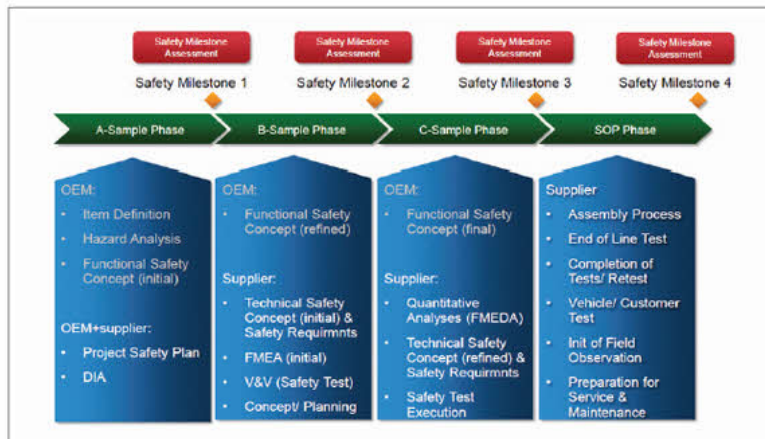 Safety Milestone
Assessment
Safety Milestone
Assessment
Safety Milestone
Assessment
Safety Milestone
Assessment
Safety Milestone 1
Safety Milestone 2
Safety Milestone 3
Safety Milestone 4
A-Sample Phase
B-Sample Phase
C-Sample Phase
SOP Phase
OEM:
• Item Definition
• Hazard Analysis
• Functional Safety
Concept (initial)
OEM+supplier:
• Project Safety Plan
• DIA
OEM:
• Functional Safety
Concept (refined)
Supplier:
• Technical Safety
Concept (initial) &
Safety Requirmnts
• FMEA (initial)
• V&V (Safety Test)
• Concept/ Planning
OEM:
• Functional Safety
Concept (final)
Supplier:
• Quantitative
Analyses (FMEDA)
• Technical Safety
Concept (refined) &
Safety Requirmnts
• Safety Test
Execution
Supplier
• Assembly Process
• End of Line Test
• Completion of
Tests/ Retest
• Vehicle/ Customer
Test
• Init of Field
Observation
• Preparation for
Service &
Maintenance